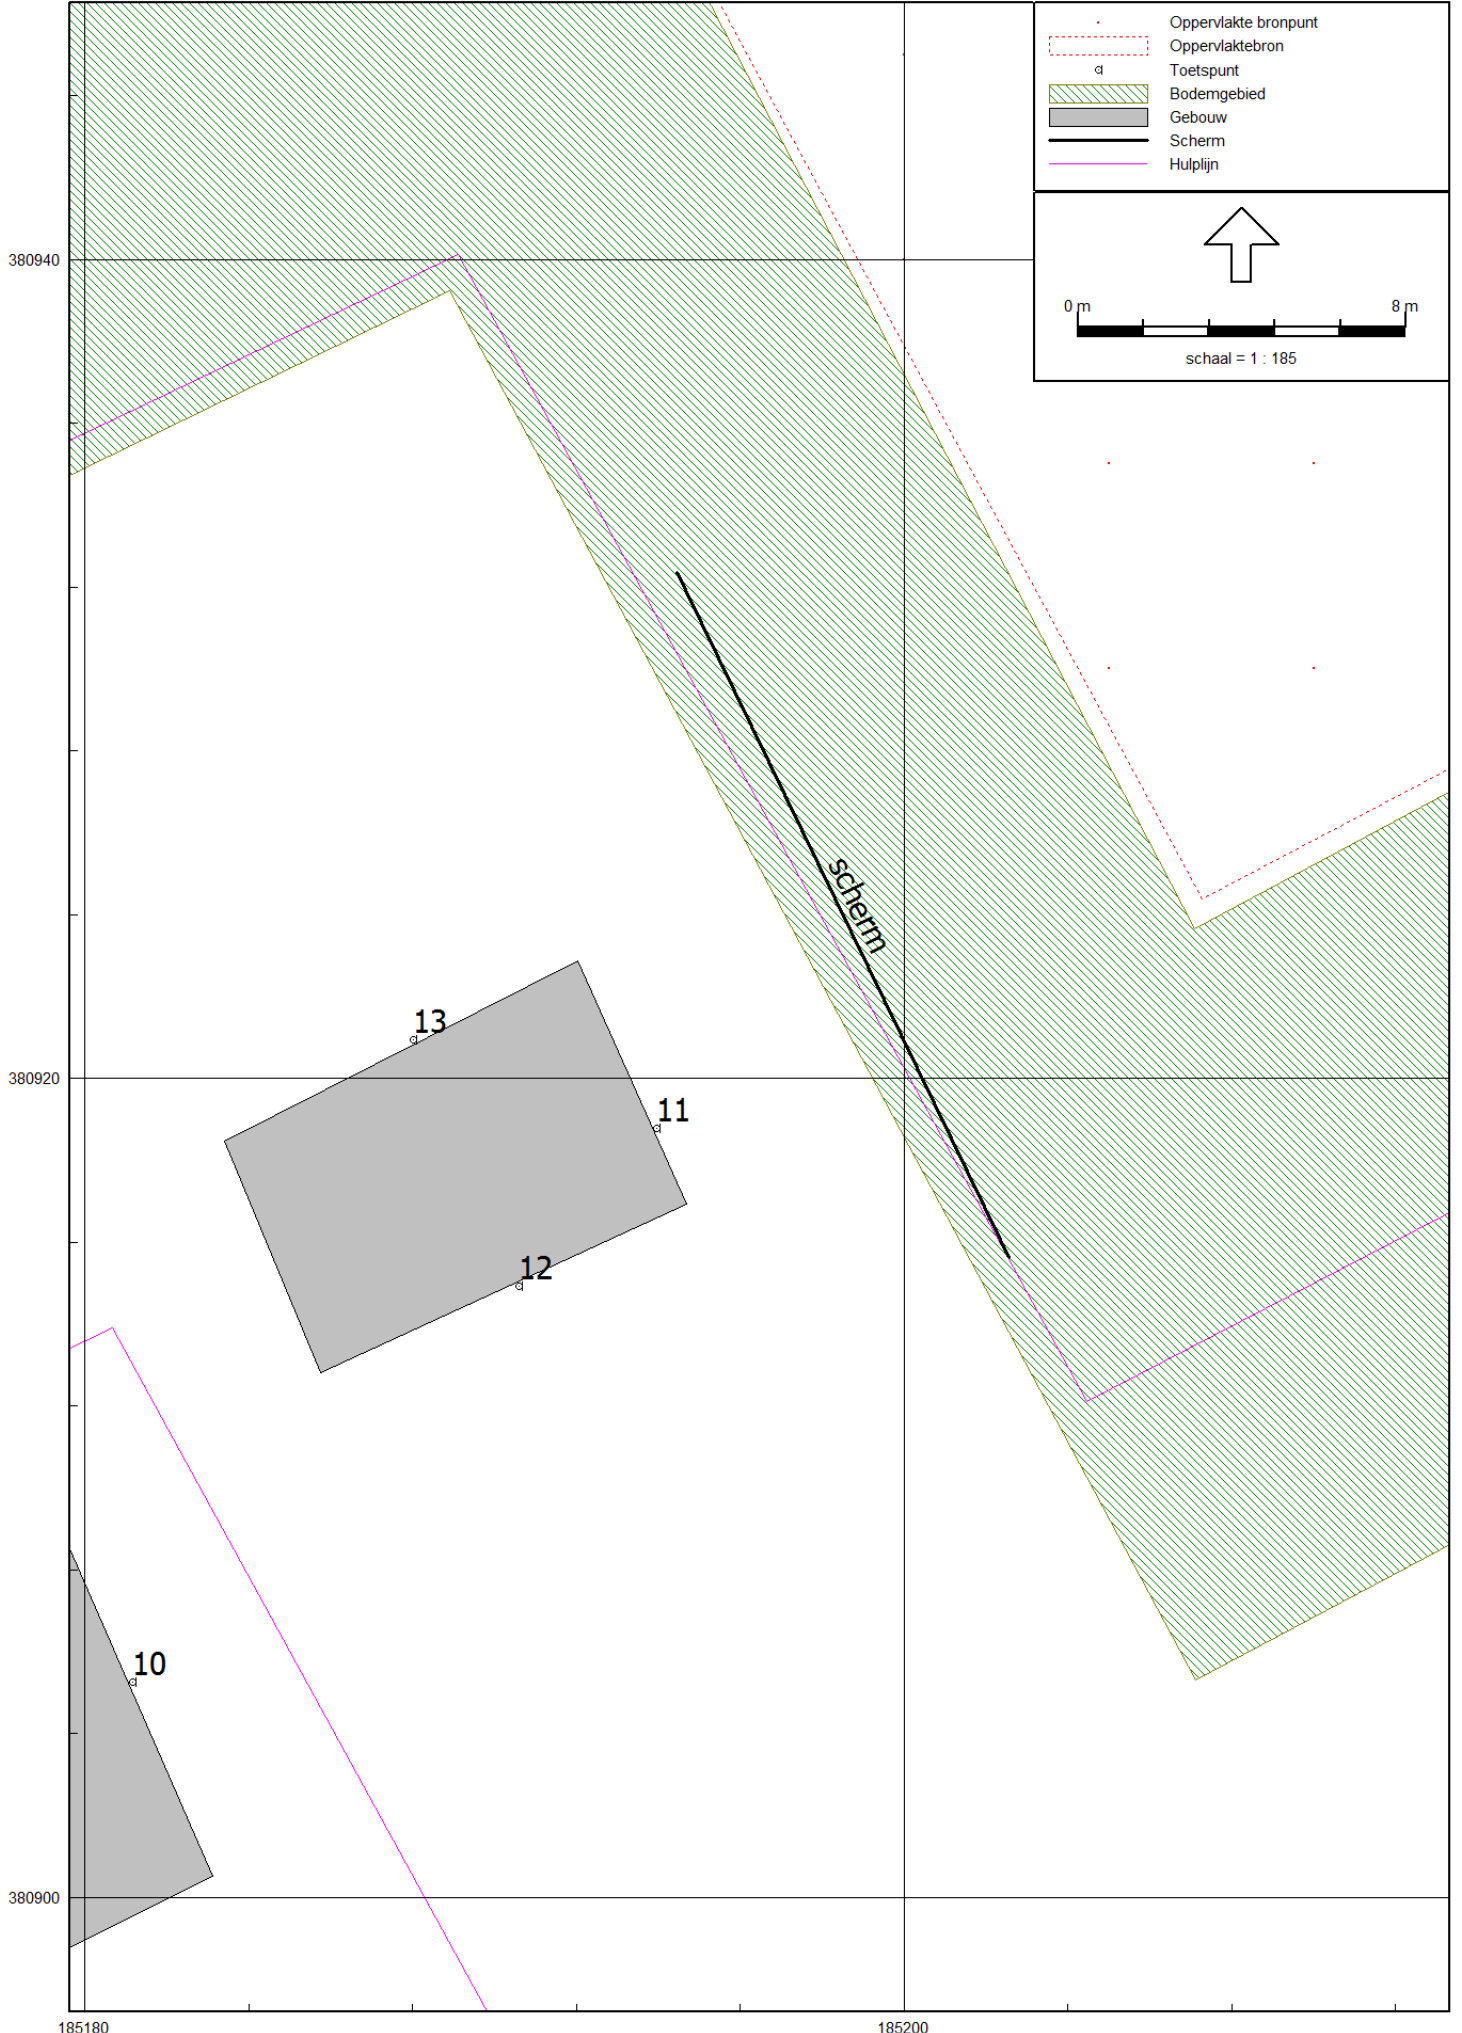 Oppervlakte bronpunt
Oppervlaktebron
Toetspunt
Bodemgebied
Gebouw
Scherm
Hulplijn
0 m 8 m
schaal = 1 : 185
380940
scherm
13
380920
11
12
10
380900
185180 185200